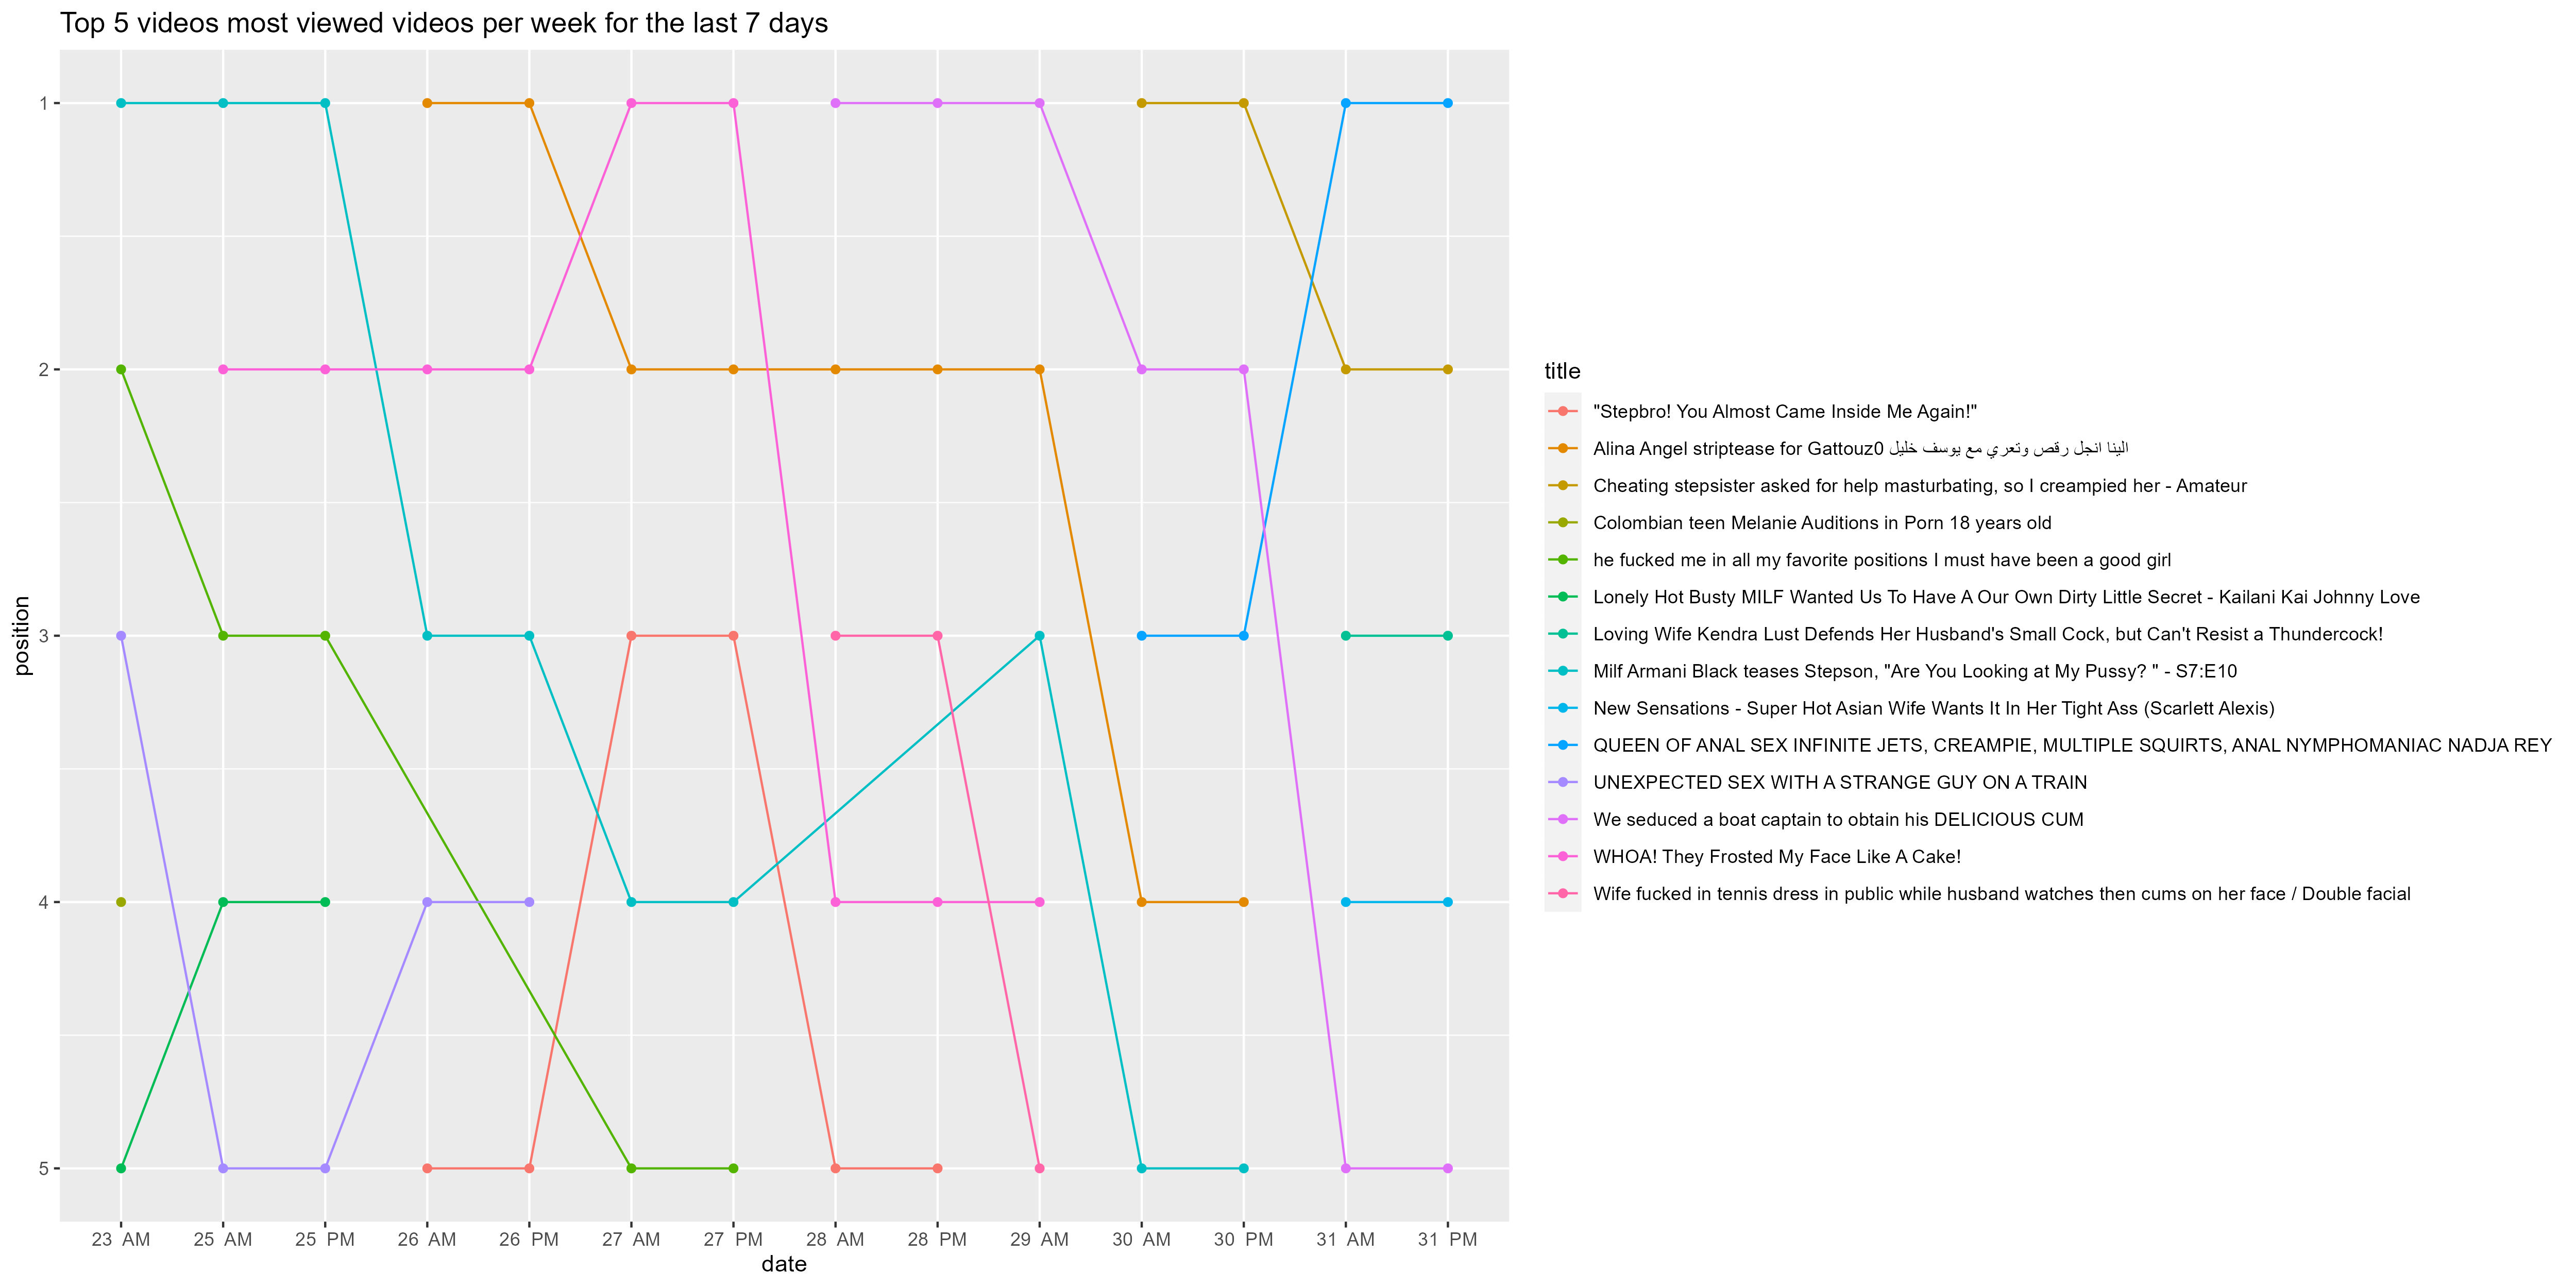 Top 5 videos most viewed videos per week for the last 7 days
position
1
2
3
4
5
23 AM
25 AM
25 PM
26 AM
26 PM
27 AM
27 PM
28 AM
28 PM
29 AM
30 AM
30 PM
31 AM
31 PM
date
title
"Stepbro! You Almost Came Inside Me Again!"
Alina Angel striptease for Gattouz0 الينا انجل رقص وتعري مع يوسف خليل
Cheating stepsister asked for help masturbating, so I creampied her - Amateur
Colombian teen Melanie Auditions in Porn 18 years old
he fucked me in all my favorite positions I must have been a good girl
Lonely Hot Busty MILF Wanted Us To Have A Our Own Dirty Little Secret - Kailani Kai Johnny Love
Loving Wife Kendra Lust Defends Her Husband's Small Cock, but Can't Resist a Thundercock!
Milf Armani Black teases Stepson, "Are You Looking at My Pussy? " - S7:E10
New Sensations - Super Hot Asian Wife Wants It In Her Tight Ass (Scarlett Alexis)
QUEEN OF ANAL SEX INFINITE JETS, CREAMPIE, MULTIPLE SQUIRTS, ANAL NYMPHOMANIAC NADJA REY
UNEXPECTED SEX WITH A STRANGE GUY ON A TRAIN
We seduced a boat captain to obtain his DELICIOUS CUM
WHOA! They Frosted My Face Like A Cake!
Wife fucked in tennis dress in public while husband watches then cums on her face / Double facial